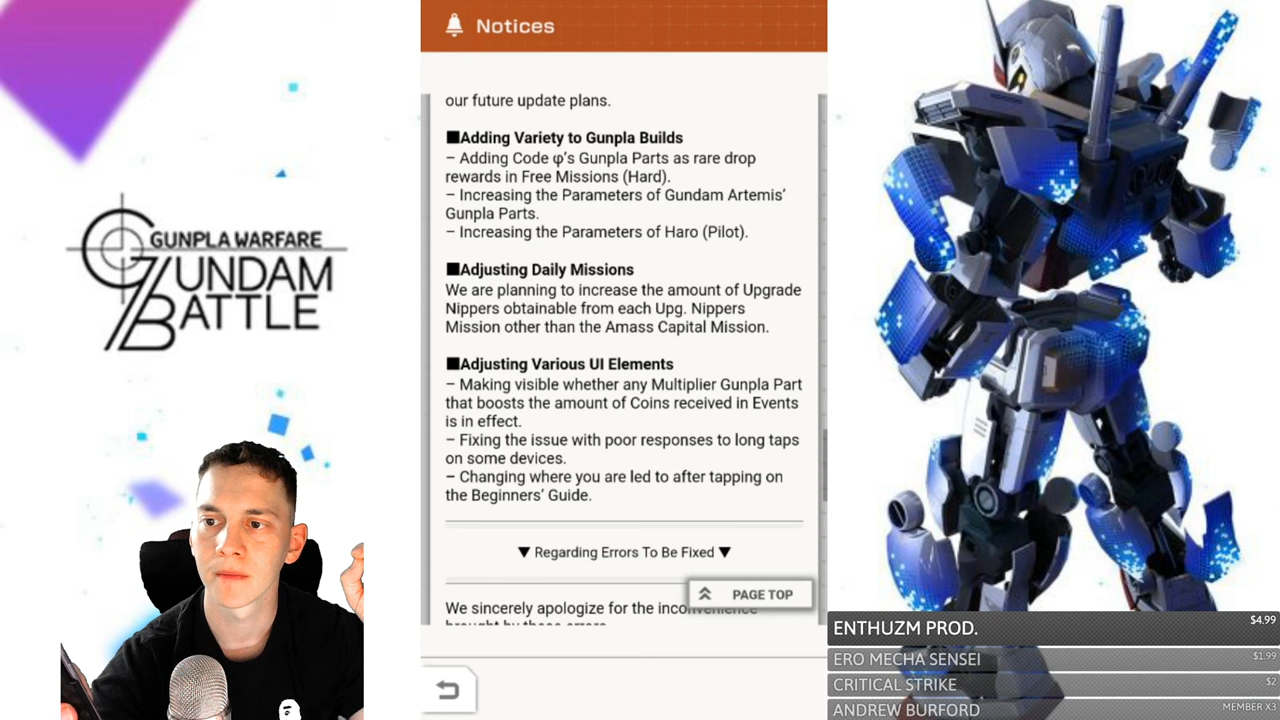 Notices
our future update plans.
■Adding Variety to Gunpla Builds
– Adding Code φ's Gunpla Parts as rare drop
rewards in Free Missions (Hard).
– Increasing the Parameters of Gundam Artemis'
Gunpla Parts.
– Increasing the Parameters of Haro (Pilot).
■Adjusting Daily Missions
We are planning to increase the amount of Upgrade
Nippers obtainable from each Upg. Nippers
Mission other than the Amass Capital Mission.
■Adjusting Various UI Elements
– Making visible whether any Multiplier Gunpla Part
that boosts the amount of Coins received in Events
is in effect.
– Fixing the issue with poor responses to long taps
on some devices.
– Changing where you are led to after tapping on
the Beginners' Guide.
▼ Regarding Errors To Be Fixed ▼
PAGE TOP
We sincerely apologize for the inconvenience
brought by these errors
GUNPLA WARFARE
GUNDAM
BATTLE
ENTHUZM PROD. $4.99
ERO MECHA SENSEI $1.99
CRITICAL STRIKE $2
ANDREW BURFORD MEMBER X3